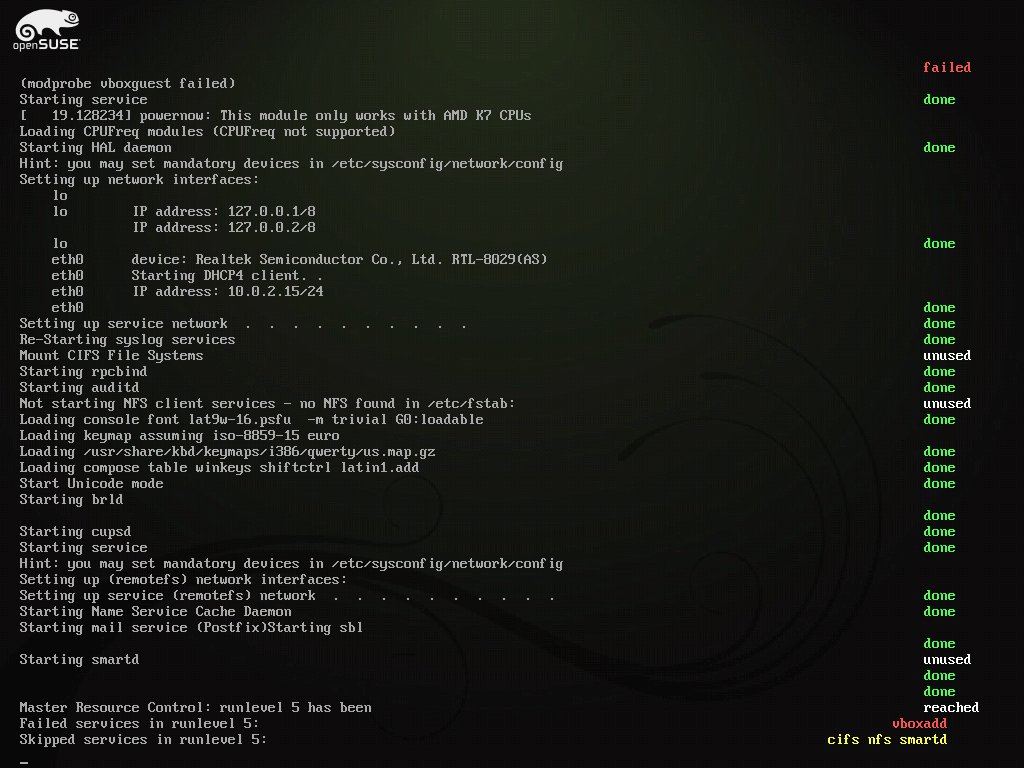 openSUSE
failed
(modprobe vboxguest failed)
Starting service done
[   19.128234] powernow: This module only works with AMD K7 CPUs
Loading CPUFreq modules (CPUFreq not supported)
Starting HAL daemon done
Hint: you may set mandatory devices in /etc/sysconfig/network/config
Setting up network interfaces:
lo
lo IP address: 127.0.0.1/8
IP address: 127.0.0.2/8
lo done
eth0 device: Realtek Semiconductor Co., Ltd. RTL-8029(AS)
eth0 Starting DHCP4 client. .
eth0 IP address: 10.0.2.15/24
eth0 done
Setting up service network . . . . . . . . . . done
Re-Starting syslog services done
Mount CIFS File Systems unused
Starting rpcbind done
Starting auditd done
Not starting NFS client services - no NFS found in /etc/fstab: unused
Loading console font lat9w-16.psfu  -m trivial G0:loadable done
Loading keymap assuming iso-8859-15 euro
Loading /usr/share/kbd/keymaps/i386/qwerty/us.map.gz done
Loading compose table winkeys shiftctrl latin1.add done
Start Unicode mode done
Starting brld
done
Starting cupsd done
Starting service done
Hint: you may set mandatory devices in /etc/sysconfig/network/config
Setting up (remotefs) network interfaces:
Setting up service (remotefs) network . . . . . . . . . . done
Starting Name Service Cache Daemon done
Starting mail service (Postfix)Starting sbl
done
Starting smartd unused
done
done
Master Resource Control: runlevel 5 has been reached
Failed services in runlevel 5: vboxadd
Skipped services in runlevel 5: cifs nfs smartd
_